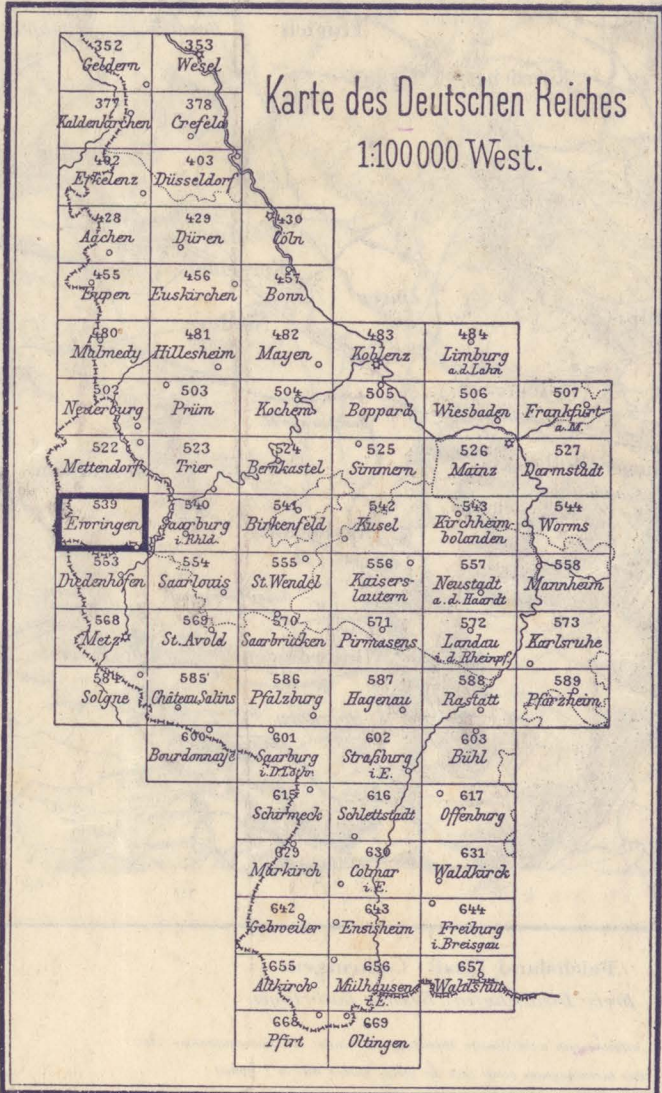 Karte des Deutschen Reiches
1:100000 West.
352 353
Geldern Wesel
377 378
Kaldenkirchen Crefeld
402 403
Erkelenz Düsseldorf
428 429 430
Aachen Düren Cöln
455 456 457
Eupen Euskirchen Bonn
480 481 482 483 484
Malmedy Hillesheim Mayen Koblenz Limburg
a.d.Lahn
502 503 504 505 506 507
Neuerburg Prüm Kochem Boppard Wiesbaden Frankfurt
a.M.
522 523 524 525 526 527
Mettendorf Trier Bernkastel Simmern Mainz Darmstadt
539 540 541 542 543 544
Ewringen Saarburg Birkenfeld Kusel Kirchheim- Worms
i.Rhld. bolanden
553 554 555 556 557 558
Diedenhofen Saarlouis St.Wendel Kaisers- Neustadt Mannheim
lautern a.d.Haardt
568 569 570 571 572 573
Metz St.Avold Saarbrücken Pirmasens Landau Karlsruhe
i.d.Rheinpf.
584 585 586 587 588 589
Solgne Château Salins Pfalzburg Hagenau Rastatt Pforzheim
600 601 602 603
Bourdonnaye Saarburg Straßburg Bühl
i.Lothr. i.E.
615 616 617
Schirmeck Schlettstadt Offenburg
629 630 631
Markirch Colmar Waldkirch
i.E.
642 643 644
Gebweiler Ensisheim Freiburg
i.Breisgau
655 656 657
Altkirch Mülhausen Waldshut
i.E.
668 669
Pfirt Oltingen